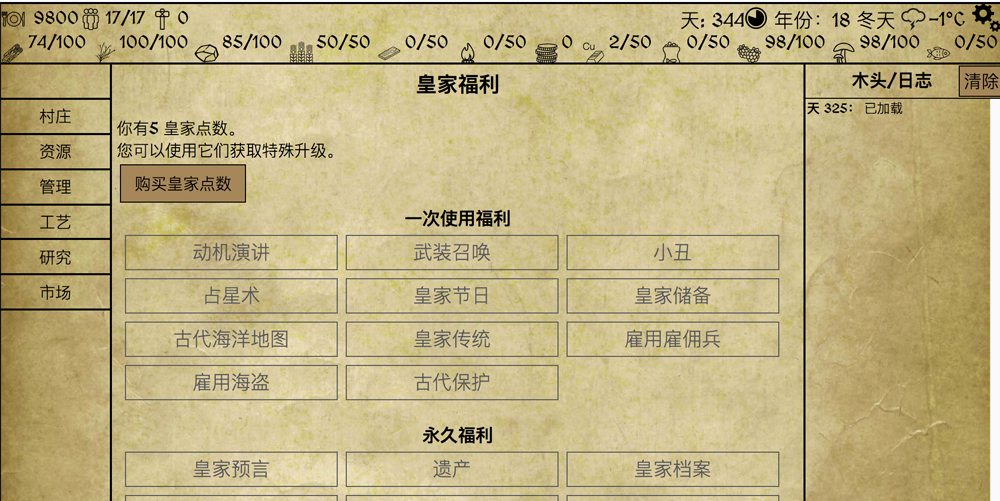 9800 17/17 0 天: 344 年份: 18 冬天 -1°C
74/100 100/100 85/100 50/50 0/50 0/50 0 Cu 2/50 0/50 98/100 98/100 0/50
皇家福利
木头/日志 清除
天 325: 已加载
村庄
资源
管理
工艺
研究
市场
你有5 皇家点数。
您可以使用它们获取特殊升级。
购买皇家点数
一次使用福利
动机演讲 武装召唤 小丑
占星术 皇家节日 皇家储备
古代海洋地图 皇家传统 雇用雇佣兵
雇用海盗 古代保护
永久福利
皇家预言 遗产 皇家档案